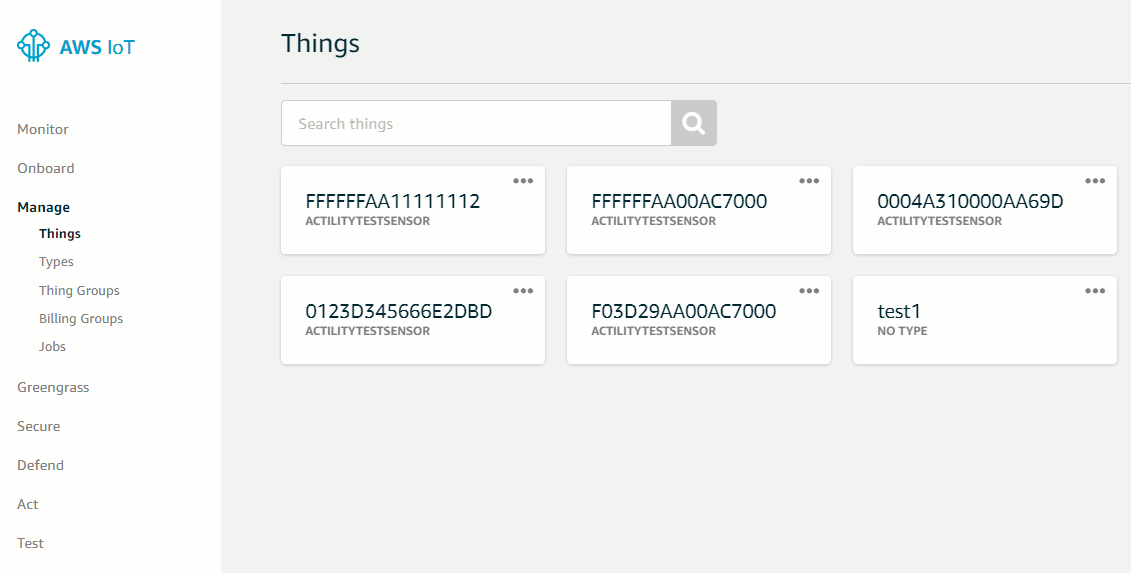 AWS IoT
Monitor
Onboard
Manage
Things
Types
Thing Groups
Billing Groups
Jobs
Greengrass
Secure
Defend
Act
Test
Things
Search things
FFFFFFAA11111112
ACTILITYTESTSENSOR
FFFFFFAA00AC7000
ACTILITYTESTSENSOR
0004A310000AA69D
ACTILITYTESTSENSOR
0123D345666E2DBD
ACTILITYTESTSENSOR
F03D29AA00AC7000
ACTILITYTESTSENSOR
test1
NO TYPE